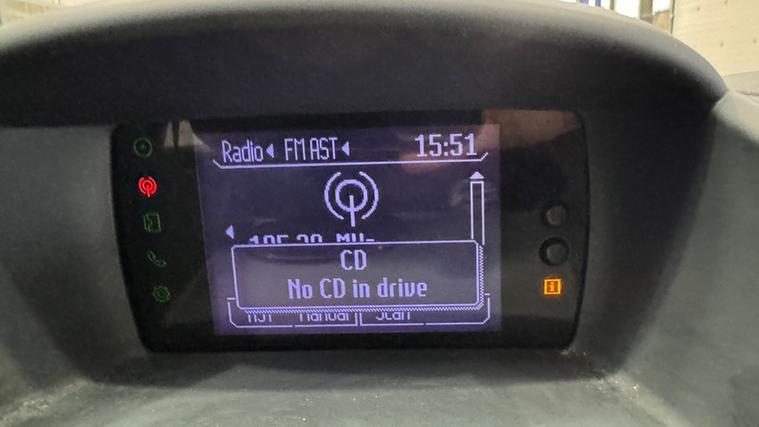 Radio FM AST 15:51
CD
No CD in drive